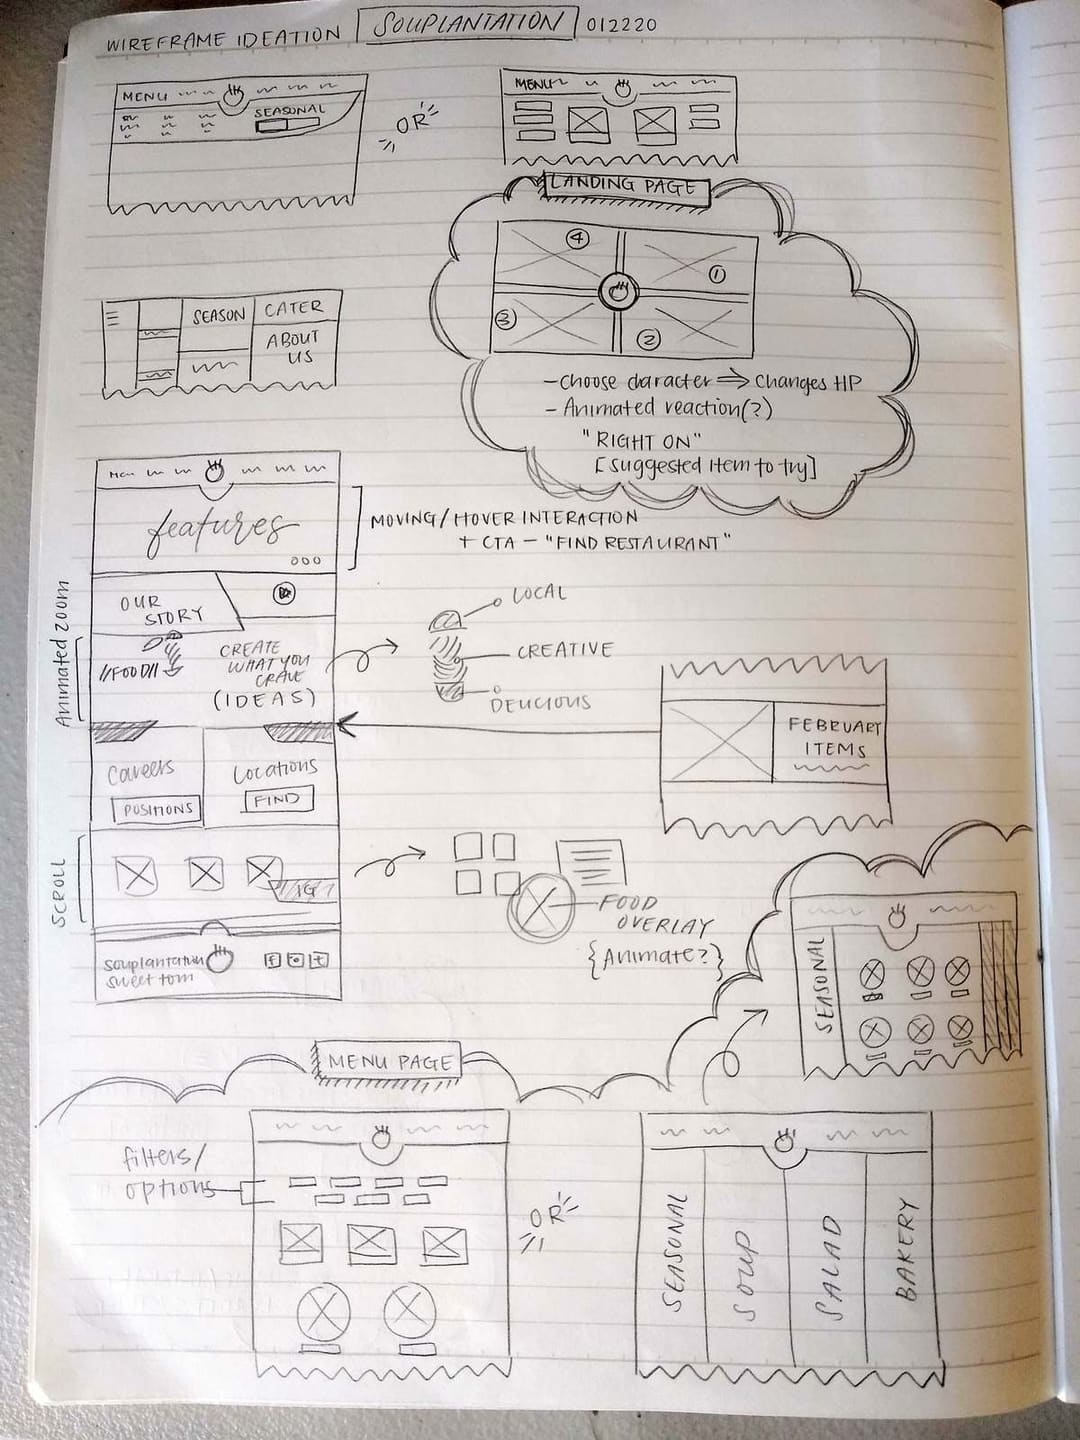 WIREFRAME IDEATION SOUPLANTATION 012220
MENU
SEASONAL
OR
MENU
LANDING PAGE
4
1
3
2
- Choose character ⇒ Changes HP
- Animated reaction(?)
"RIGHT ON"
[suggested item to try]
SEASON
CATER
ABOUT
US
Menu
features
MOVING/HOVER INTERACTION
+ CTA - "FIND RESTAURANT"
OUR
STORY
Animated zoom
//FOOD//
CREATE
WHAT YOU
CRAVE
(IDEAS)
LOCAL
CREATIVE
DELICIOUS
FEBRUARY
ITEMS
Careers
POSITIONS
Locations
FIND
SCROLL
IG
FOOD
OVERLAY
{Animate?}
souplantation
sweet tom
f
t
SEASONAL
MENU PAGE
filters/
options
OR
SEASONAL
SOUP
SALAD
BAKERY